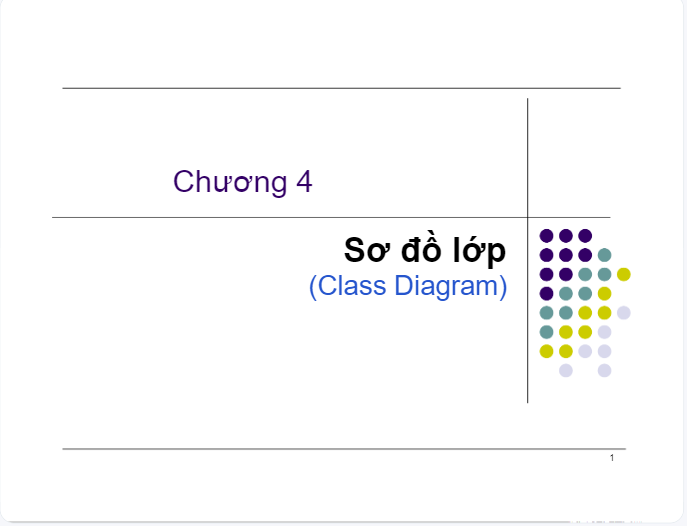 Chương 4
Sơ đồ lớp
(Class Diagram)
1